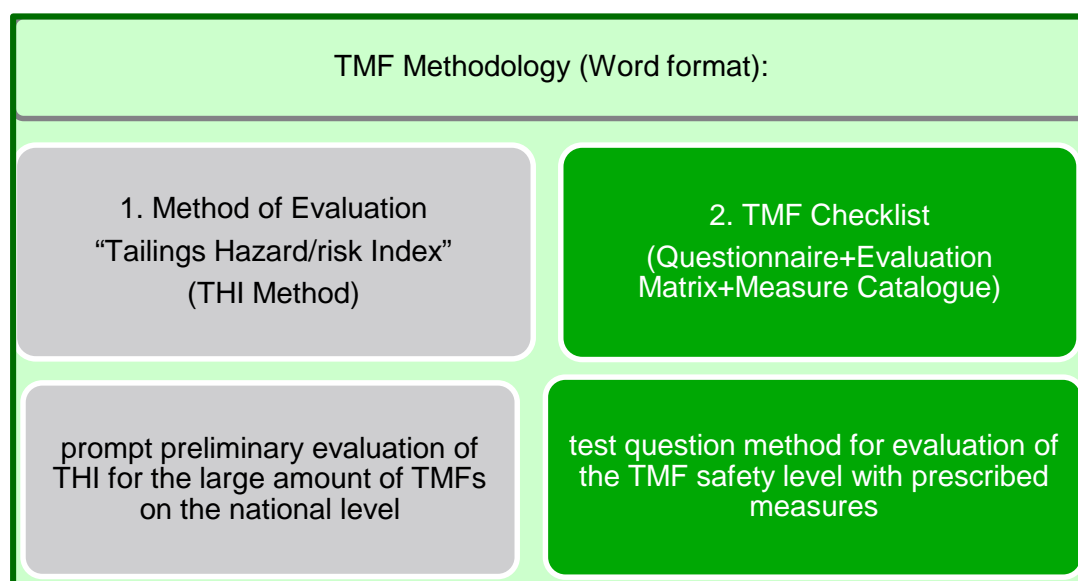 TMF Methodology (Word format):
1. Method of Evaluation
“Tailings Hazard/risk Index”
(THI Method)
2. TMF Checklist
(Questionnaire+Evaluation
Matrix+Measure Catalogue)
prompt preliminary evaluation of
THI for the large amount of TMFs
on the national level
test question method for evaluation of
the TMF safety level with prescribed
measures